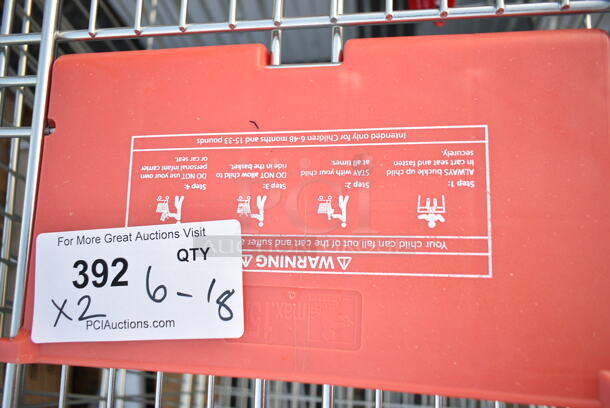 For More Great Auctions Visit
392
QTY
X2
6-18
PCIAuctions.com
⚠ WARNING ⚠
Your child can fall out of the cart and suffer a
Step 1:
ALWAYS buckle up child
in cart seat and fasten
securely.
Step 2:
STAY with your child
at all times.
Step 3:
DO NOT allow child to
ride in the basket.
Step 4:
DO NOT use your own
personal infant carrier
or car seat.
Intended only for Children 6-48 months and 15-33 pounds
max 15
pci